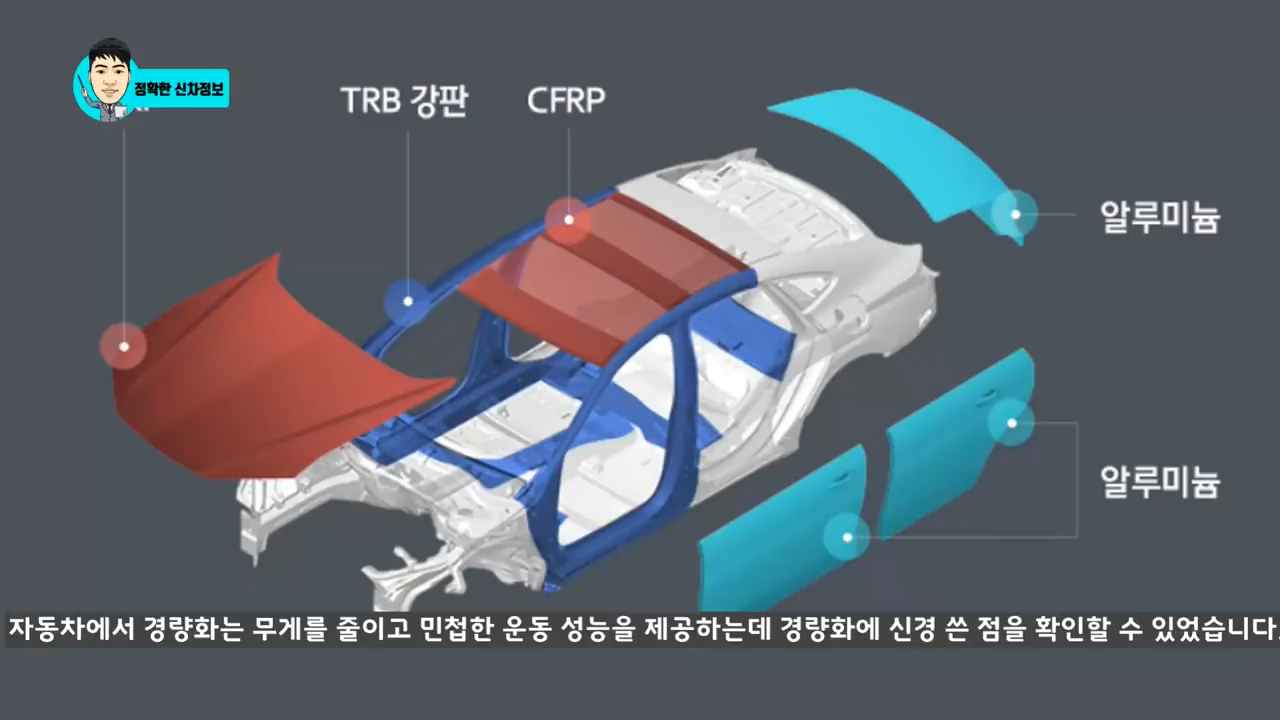 정확한 신차정보
TRB 강판
CFRP
알루미늄
알루미늄
자동차에서 경량화는 무게를 줄이고 민첩한 운동 성능을 제공하는데 경량화에 신경 쓴 점을 확인할 수 있었습니다.